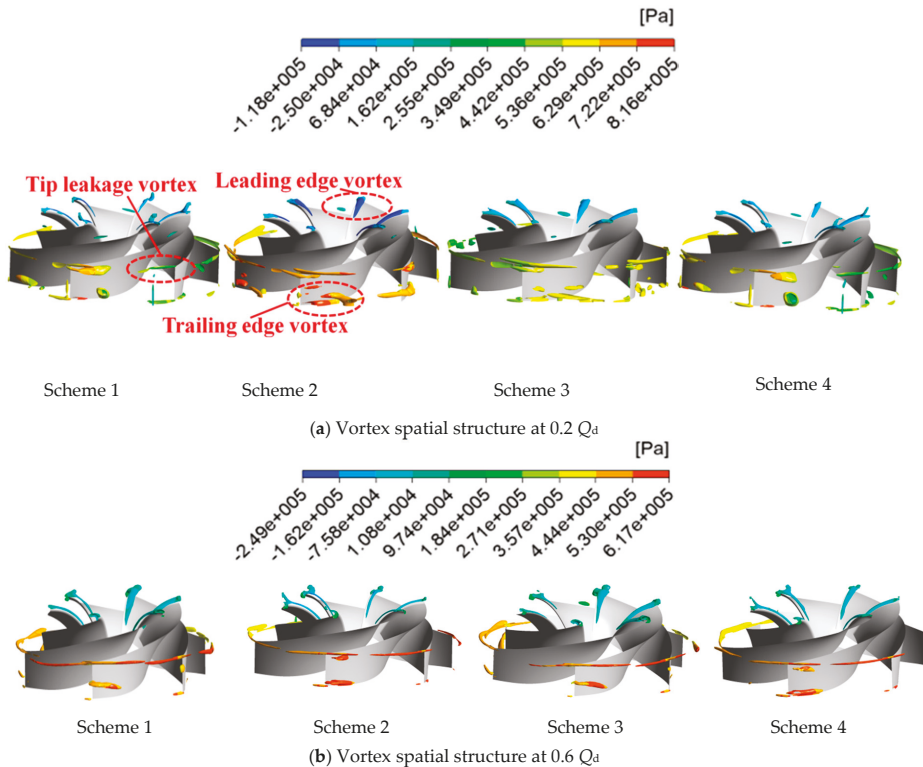 [Pa]
-1.18e+005
-2.50e+004
6.84e+004
1.62e+005
2.55e+005
3.49e+005
4.42e+005
5.36e+005
6.29e+005
7.22e+005
8.16e+005
Tip leakage vortex
Leading edge vortex
Trailing edge vortex
Scheme 1
Scheme 2
Scheme 3
Scheme 4
(a) Vortex spatial structure at 0.2 Qd
[Pa]
-2.49e+005
-1.62e+005
-7.58e+004
1.08e+004
9.74e+004
1.84e+005
2.71e+005
3.57e+005
4.44e+005
5.30e+005
6.17e+005
Scheme 1
Scheme 2
Scheme 3
Scheme 4
(b) Vortex spatial structure at 0.6 Qd